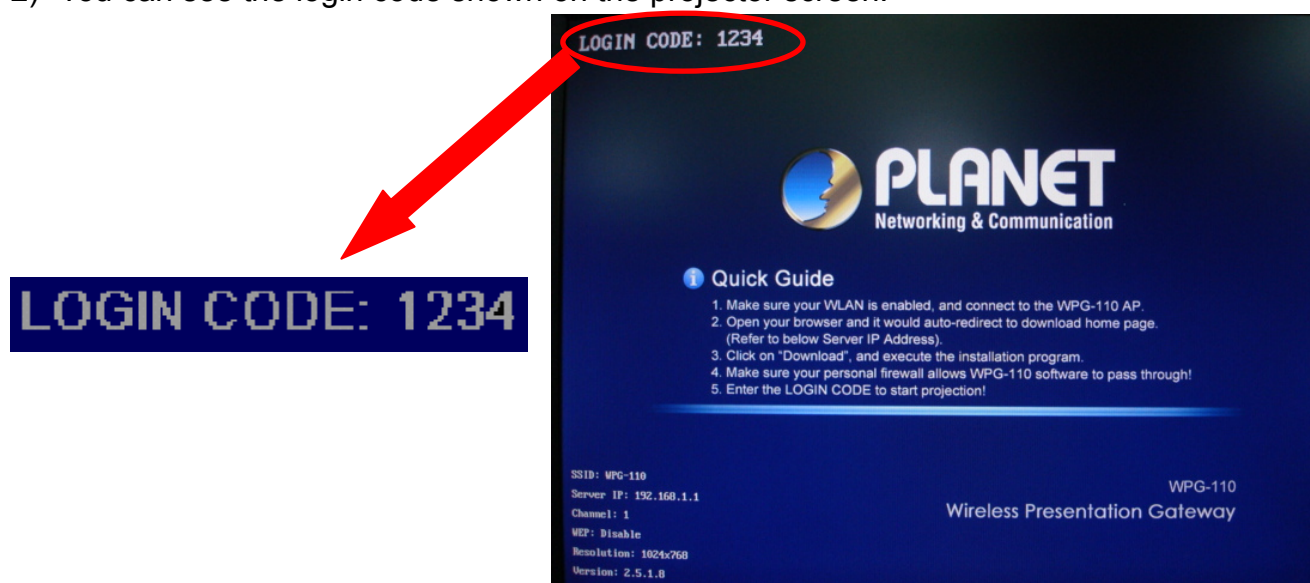 2) You can see the login code shown on the projector screen.
LOGIN CODE: 1234
LOGIN CODE: 1234
PLANET
Networking & Communication
Quick Guide
1. Make sure your WLAN is enabled, and connect to the WPG-110 AP.
2. Open your browser and it would auto-redirect to download home page.
(Refer to below Server IP Address).
3. Click on "Download", and execute the installation program.
4. Make sure your personal firewall allows WPG-110 software to pass through!
5. Enter the LOGIN CODE to start projection!
SSID: WPG-110
Server IP: 192.168.1.1
Channel: 1
WEP: Disable
Resolution: 1024x768
Version: 2.5.1.8
WPG-110
Wireless Presentation Gateway